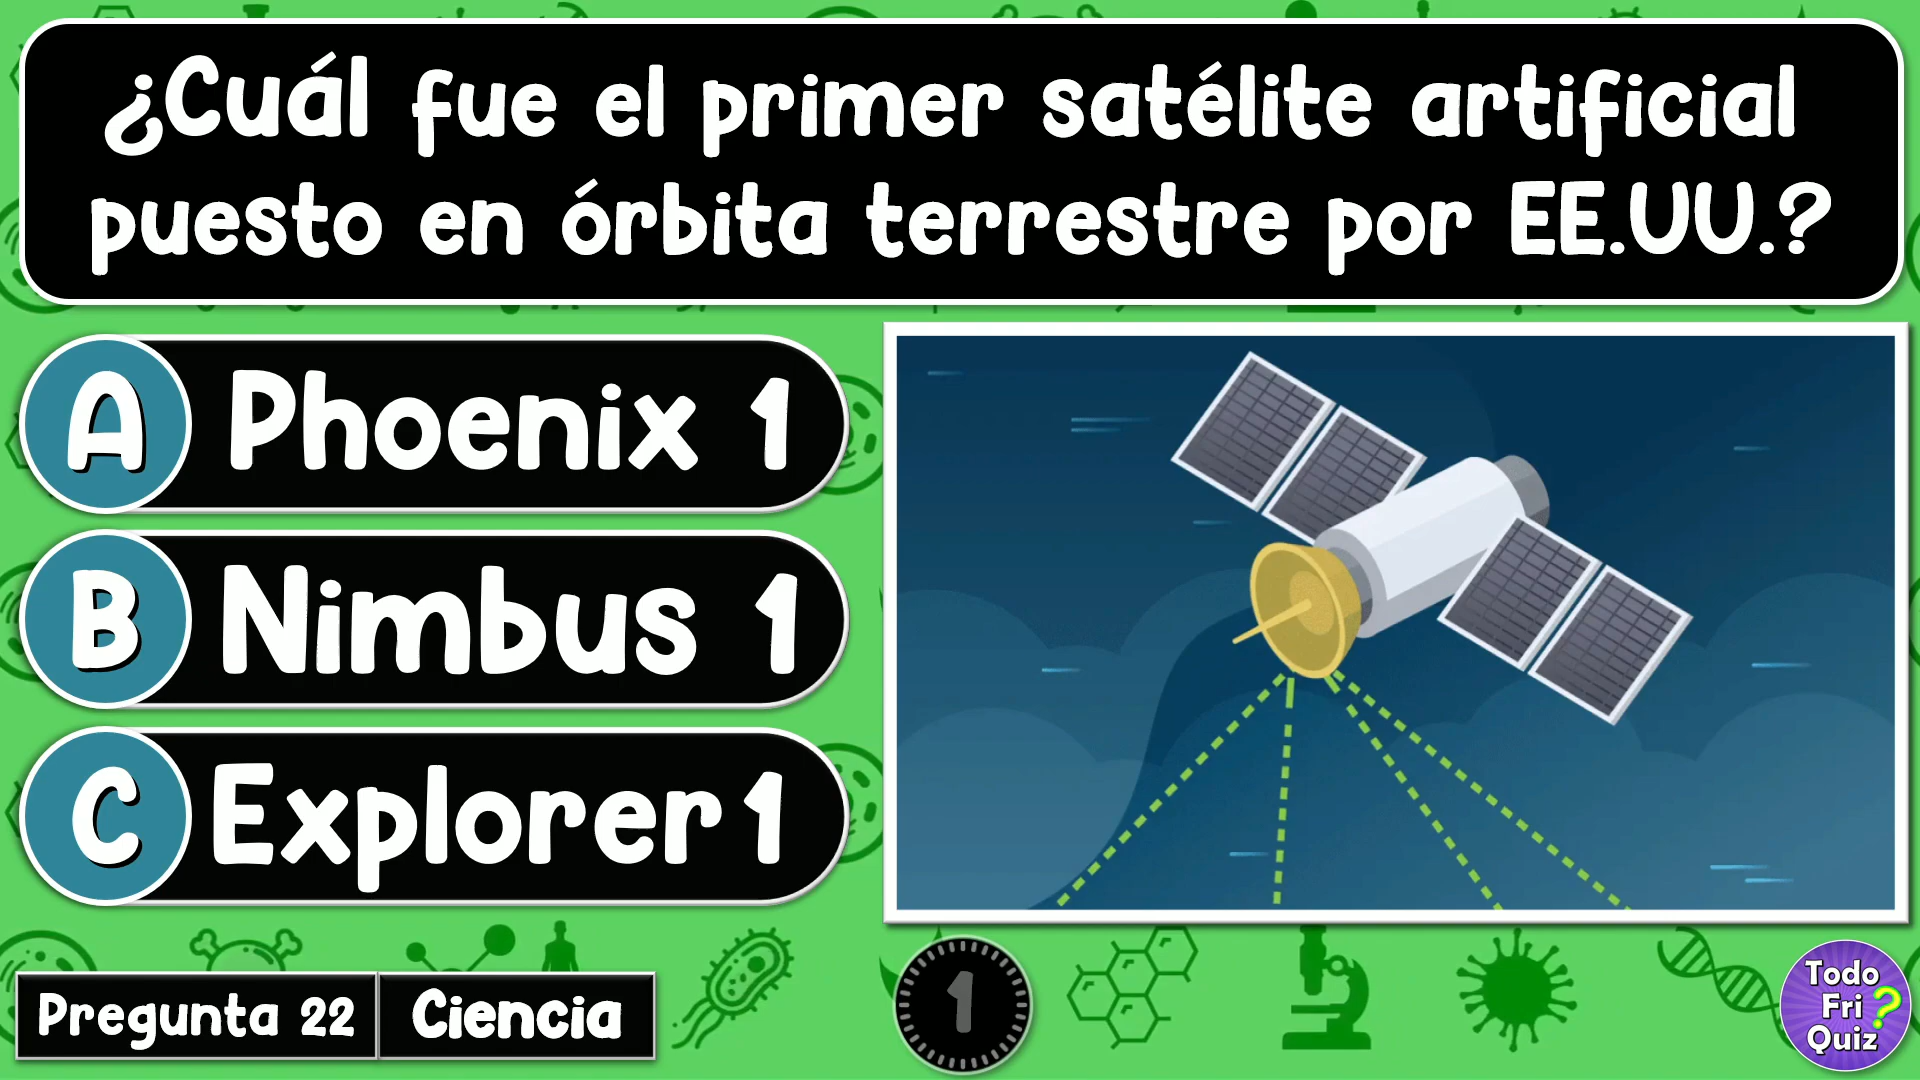 ¿Cuál fue el primer satélite artificial
puesto en órbita terrestre por EE.UU.?
A Phoenix 1
B Nimbus 1
C Explorer 1
Pregunta 22 Ciencia
1
Todo
Fri ?
Quiz